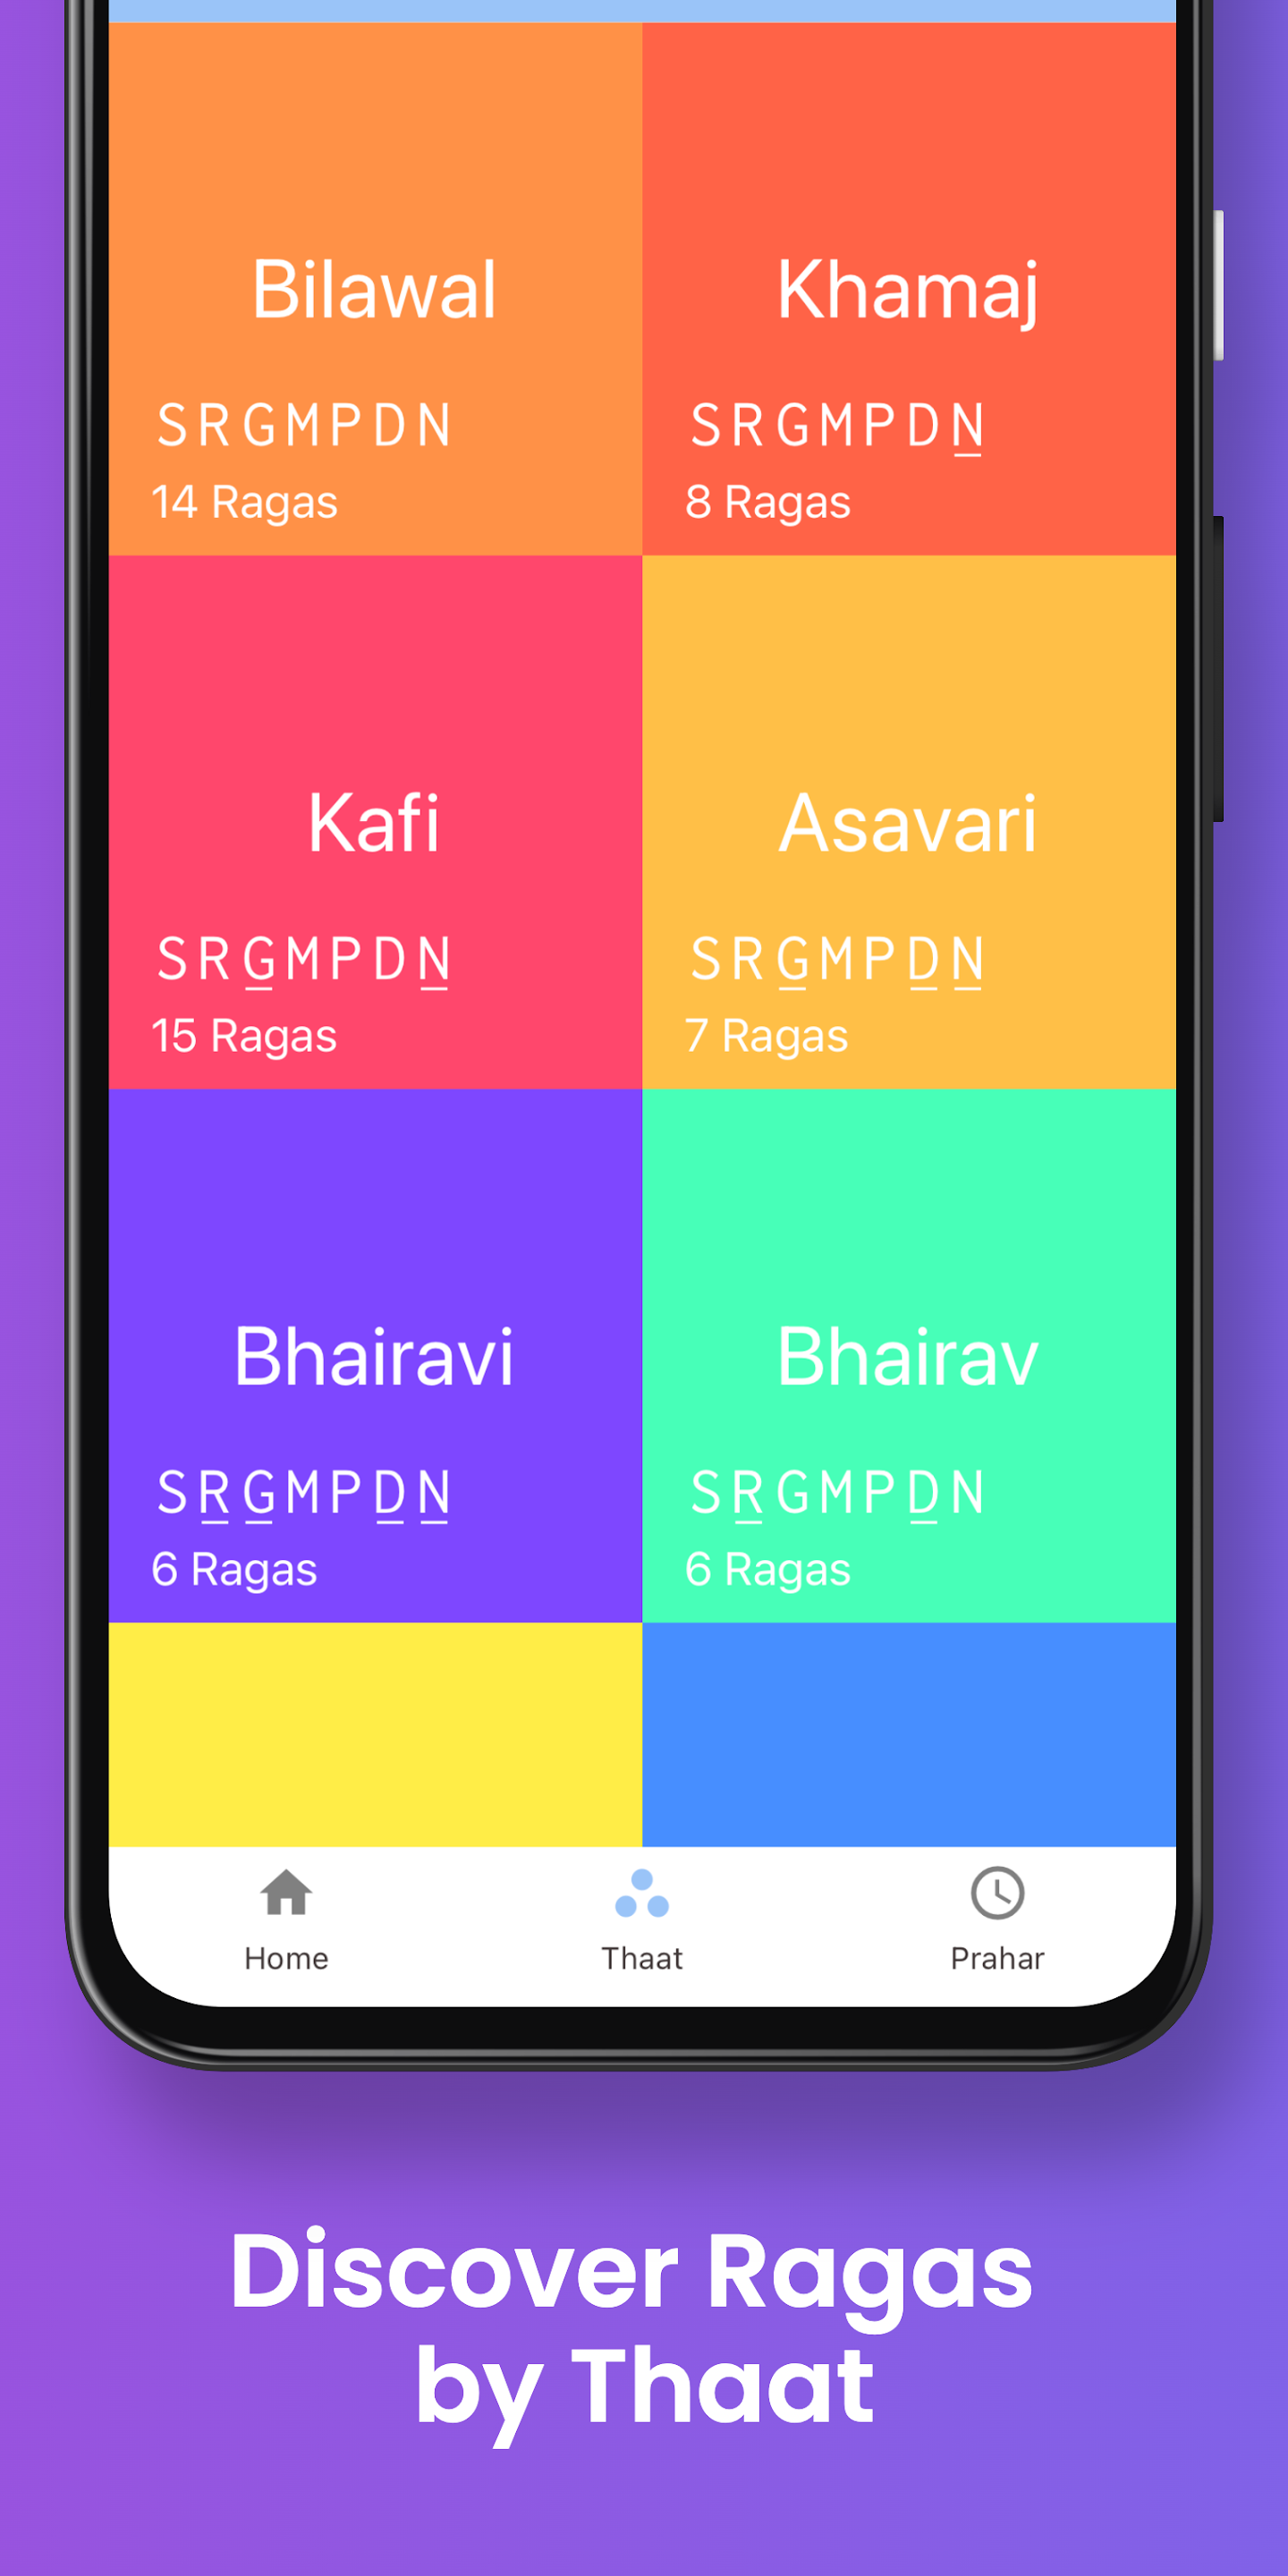 Bilawal
S R G M P D N
14 Ragas
Khamaj
S R G M P D N̲
8 Ragas
Kafi
S R G̲ M P D N̲
15 Ragas
Asavari
S R G̲ M P D̲ N̲
7 Ragas
Bhairavi
S R̲ G̲ M P D̲ N̲
6 Ragas
Bhairav
S R̲ G M P D̲ N
6 Ragas
Home
Thaat
Prahar
Discover Ragas
by Thaat